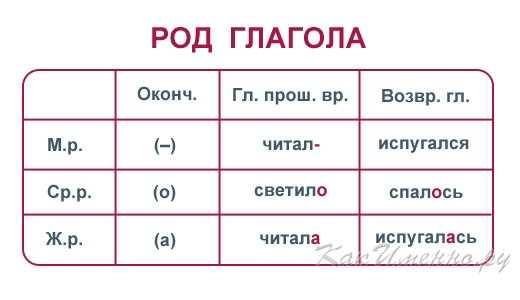 РОД ГЛАГОЛА
Оконч. Гл. прош. вр. Возвр. гл.
М.р. (–) читал- испугался
Ср.р. (о) светило спалось
Ж.р. (а) читала испугалась
КакИменно.ру